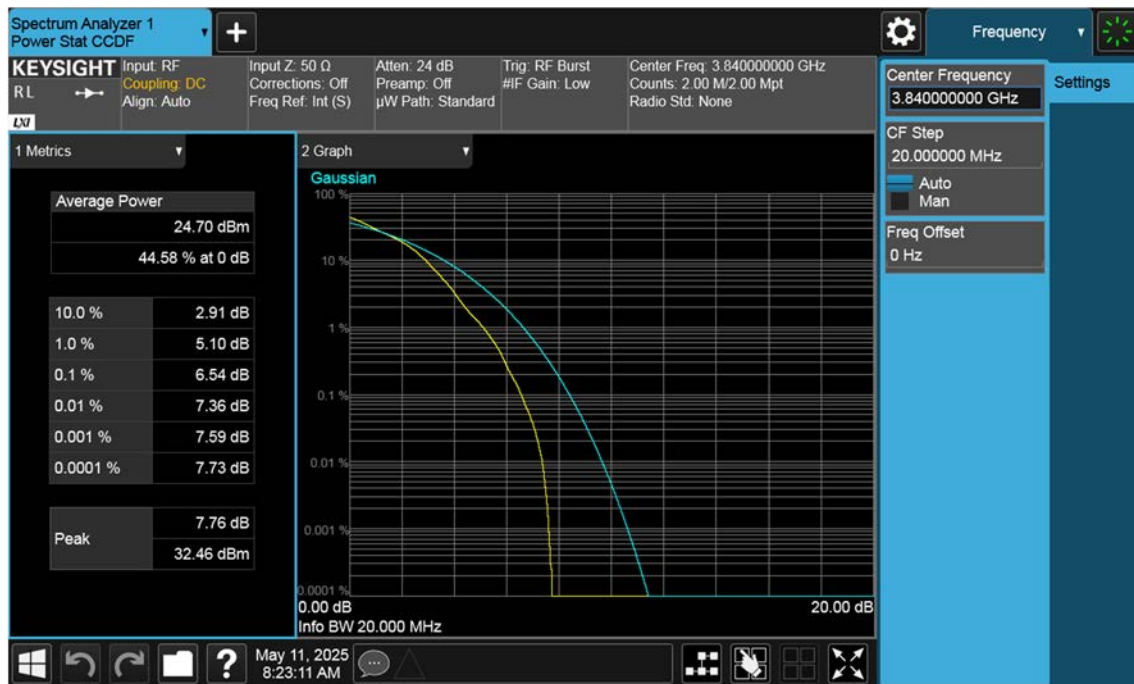 Spectrum Analyzer 1
Power Stat CCDF
+
Frequency
KEYSIGHT
RL
LXI
Input: RF
Coupling: DC
Align: Auto
Input Z: 50 Ω
Corrections: Off
Freq Ref: Int (S)
Atten: 24 dB
Preamp: Off
µW Path: Standard
Trig: RF Burst
#IF Gain: Low
Center Freq: 3.840000000 GHz
Counts: 2.00 M/2.00 Mpt
Radio Std: None
Center Frequency
3.840000000 GHz
Settings
CF Step
20.000000 MHz
Auto
Man
Freq Offset
0 Hz
1 Metrics
Average Power
24.70 dBm
44.58 % at 0 dB
10.0 % 2.91 dB
1.0 % 5.10 dB
0.1 % 6.54 dB
0.01 % 7.36 dB
0.001 % 7.59 dB
0.0001 % 7.73 dB
Peak
7.76 dB
32.46 dBm
2 Graph
Gaussian
100 %
10 %
1 %
0.1 %
0.01 %
0.001 %
0.0001 %
0.00 dB 20.00 dB
Info BW 20.000 MHz
?
May 11, 2025
8:23:11 AM